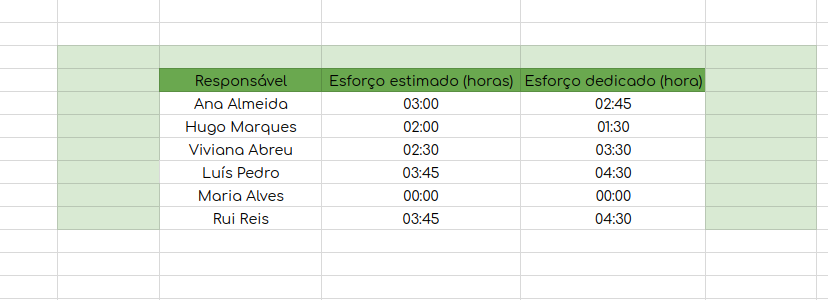 Responsável Esforço estimado (horas) Esforço dedicado (hora)
Ana Almeida 03:00 02:45
Hugo Marques 02:00 01:30
Viviana Abreu 02:30 03:30
Luís Pedro 03:45 04:30
Maria Alves 00:00 00:00
Rui Reis 03:45 04:30